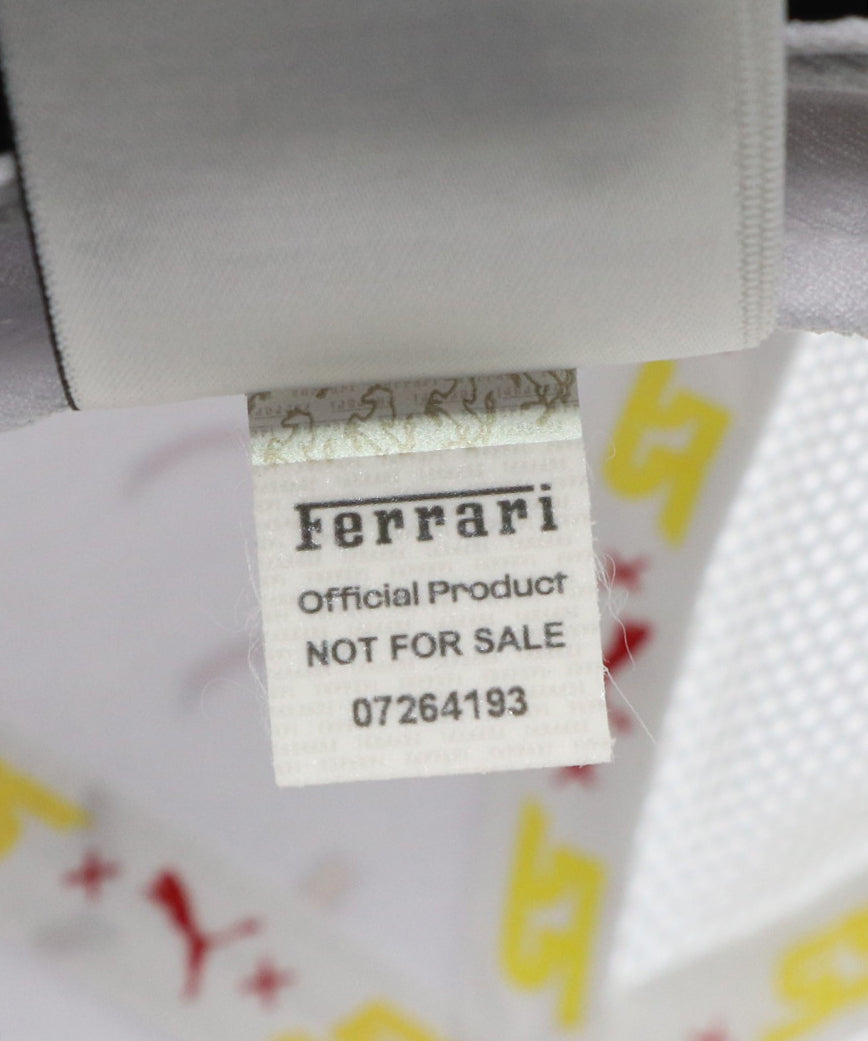 Ferrari
Official Product
NOT FOR SALE
07264193